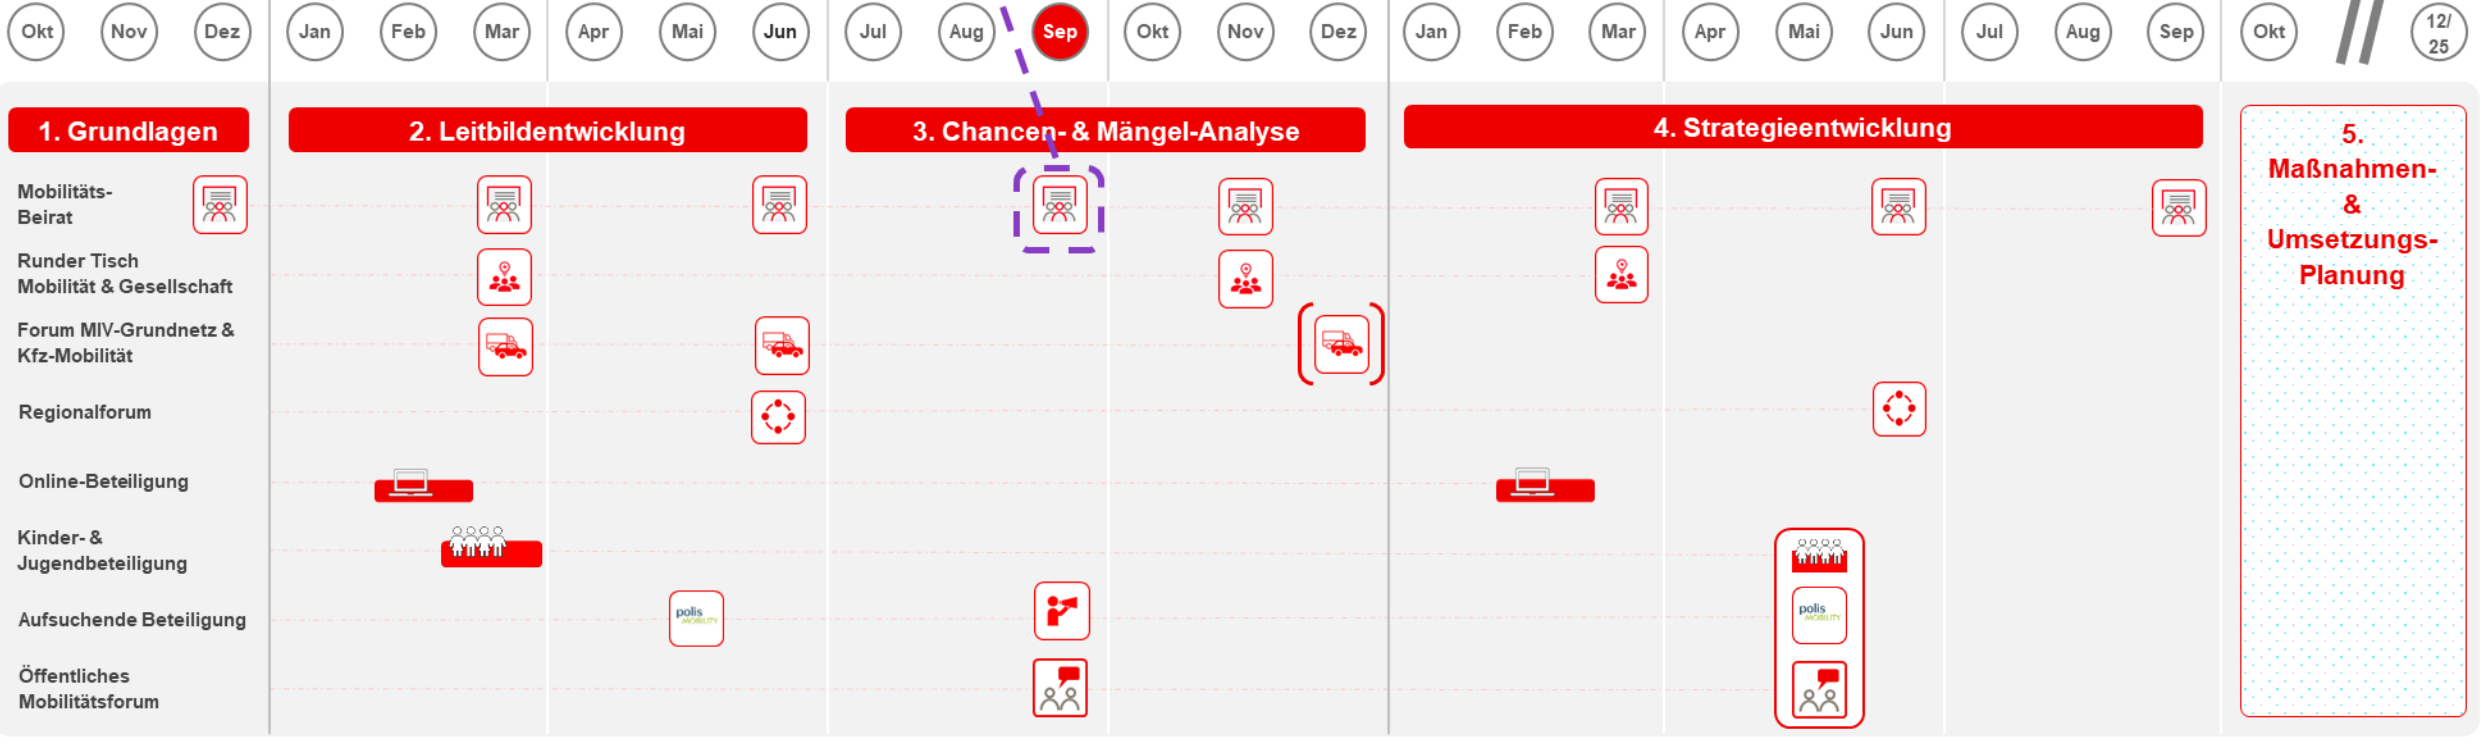 Okt Nov Dez Jan Feb Mar Apr Mai Jun Jul Aug Sep Okt Nov Dez Jan Feb Mar Apr Mai Jun Jul Aug Sep Okt 12/
25
1. Grundlagen
2. Leitbildentwicklung
3. Chancen- & Mängel-Analyse
4. Strategieentwicklung
5.
Maßnahmen-
&
Umsetzungs-
Planung
Mobilitäts-
Beirat
Runder Tisch
Mobilität & Gesellschaft
Forum MIV-Grundnetz &
Kfz-Mobilität
Regionalforum
Online-Beteiligung
Kinder- &
Jugendbeteiligung
Aufsuchende Beteiligung
polis
MOBILITY
polis
MOBILITY
Öffentliches
Mobilitätsforum